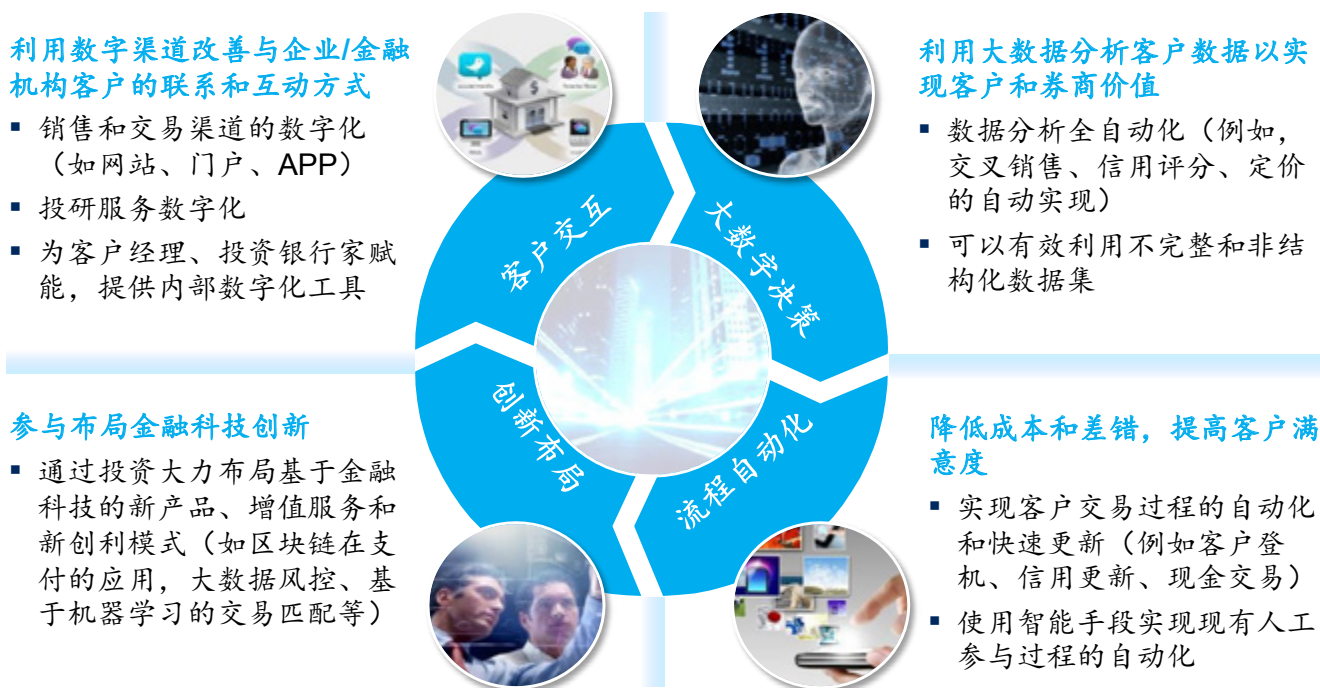 利用数字渠道改善与企业/金融
机构客户的联系和互动方式
▪ 销售和交易渠道的数字化
（如网站、门户、APP）
▪ 投研服务数字化
▪ 为客户经理、投资银行家赋
能，提供内部数字化工具
利用大数据分析客户数据以实
现客户和券商价值
▪ 数据分析全自动化（例如，
交叉销售、信用评分、定价
的自动实现）
▪ 可以有效利用不完整和非结
构化数据集
客户交互
大数字决策
创新布局
流程自动化
参与布局金融科技创新
▪ 通过投资大力布局基于金融
科技的新产品、增值服务和
新创利模式（如区块链在支
付的应用，大数据风控、基
于机器学习的交易匹配等）
降低成本和差错，提高客户满
意度
▪ 实现客户交易过程的自动化
和快速更新（例如客户登
机、信用更新、现金交易）
▪ 使用智能手段实现现有人工
参与过程的自动化